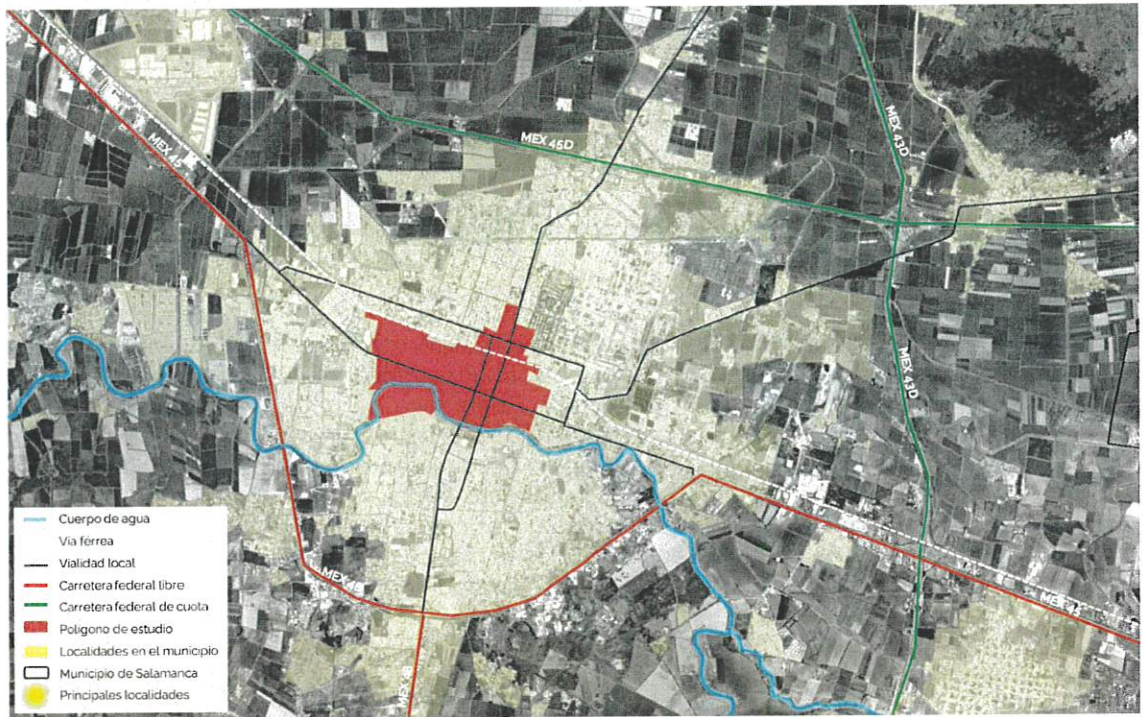 MEX 45D
MEX 43D
MEX 45
MEX 43D
MEX 45
Cuerpo de agua
Vía férrea
Vialidad local
Carretera federal libre
Carretera federal de cuota
Polígono de estudio
Localidades en el municipio
Municipio de Salamanca
Principales localidades